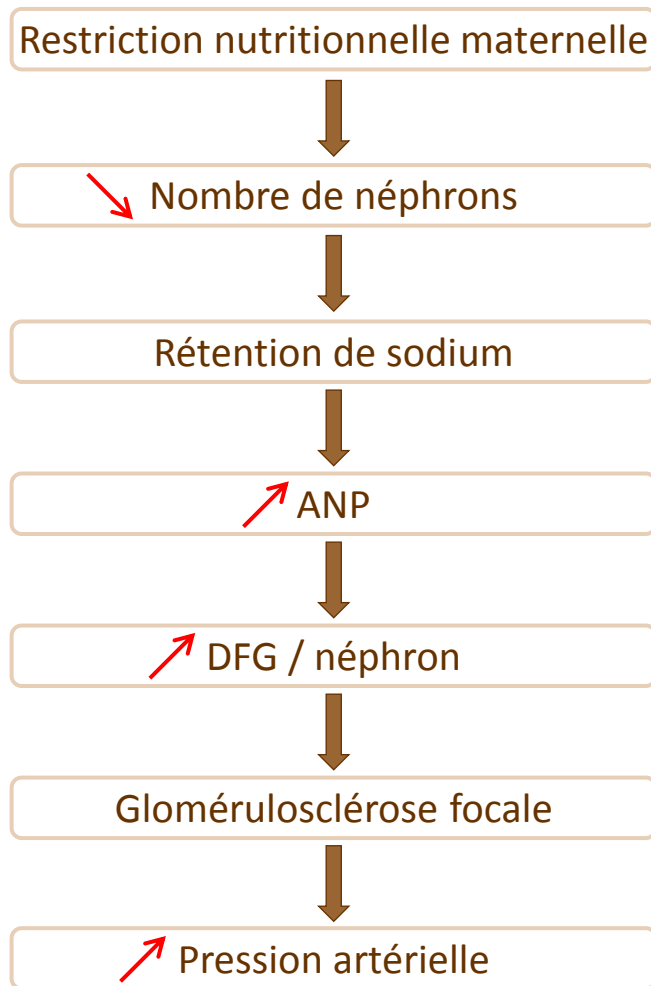 Restriction nutritionnelle maternelle
Nombre de néphrons
Rétention de sodium
ANP
DFG / néphron
Glomérulosclérose focale
Pression artérielle